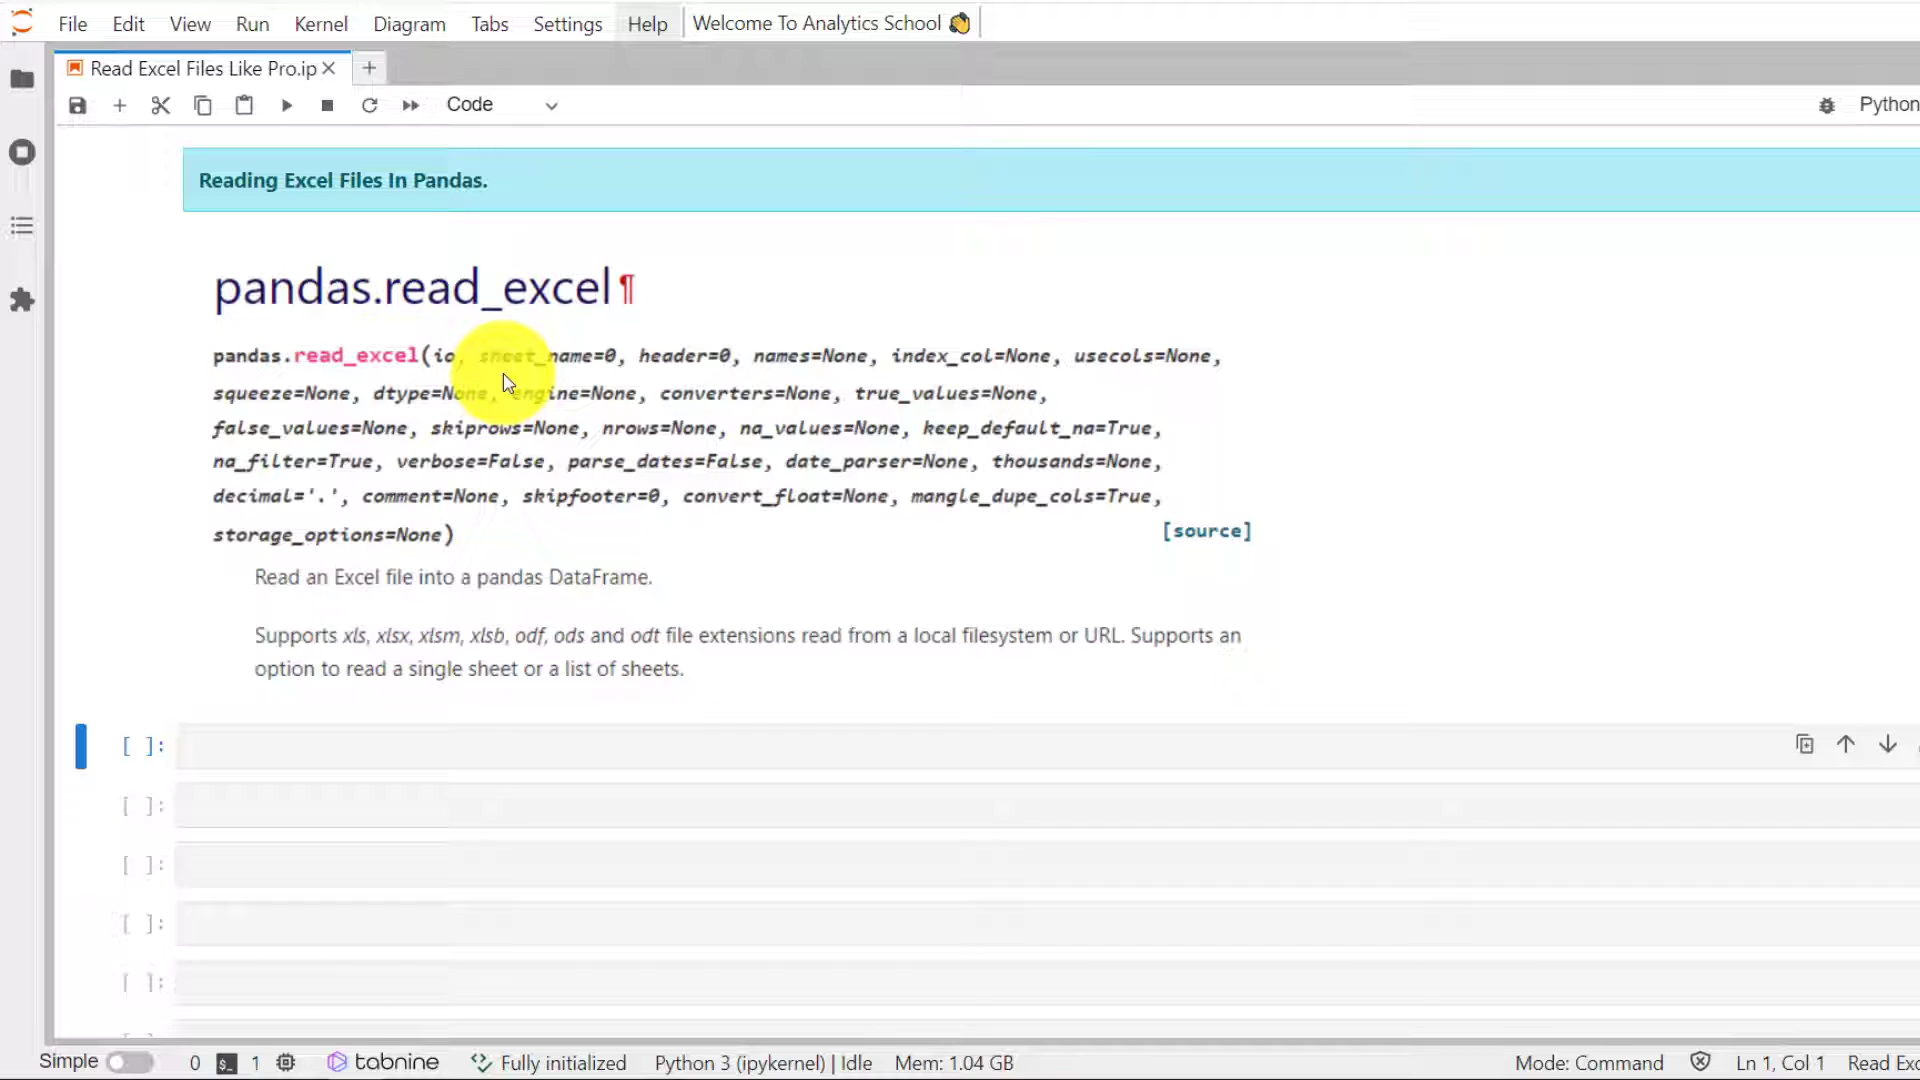 File Edit View Run Kernel Diagram Tabs Settings Help Welcome To Analytics School
Read Excel Files Like Pro.ip
Code
Python
Reading Excel Files In Pandas.
pandas.read_excel¶
pandas.read_excel(io, sheet_name=0, header=0, names=None, index_col=None, usecols=None,
squeeze=None, dtype=None, engine=None, converters=None, true_values=None,
false_values=None, skiprows=None, nrows=None, na_values=None, keep_default_na=True,
na_filter=True, verbose=False, parse_dates=False, date_parser=None, thousands=None,
decimal='.', comment=None, skipfooter=0, convert_float=None, mangle_dupe_cols=True,
storage_options=None)
[source]
Read an Excel file into a pandas DataFrame.
Supports xls, xlsx, xlsm, xlsb, odf, ods and odt file extensions read from a local filesystem or URL. Supports an
option to read a single sheet or a list of sheets.
[ ]:
[ ]:
[ ]:
[ ]:
[ ]:
Simple 0 $_ 1 tabnine Fully initialized Python 3 (ipykernel) | Idle Mem: 1.04 GB Mode: Command Ln 1, Col 1 Read Exc